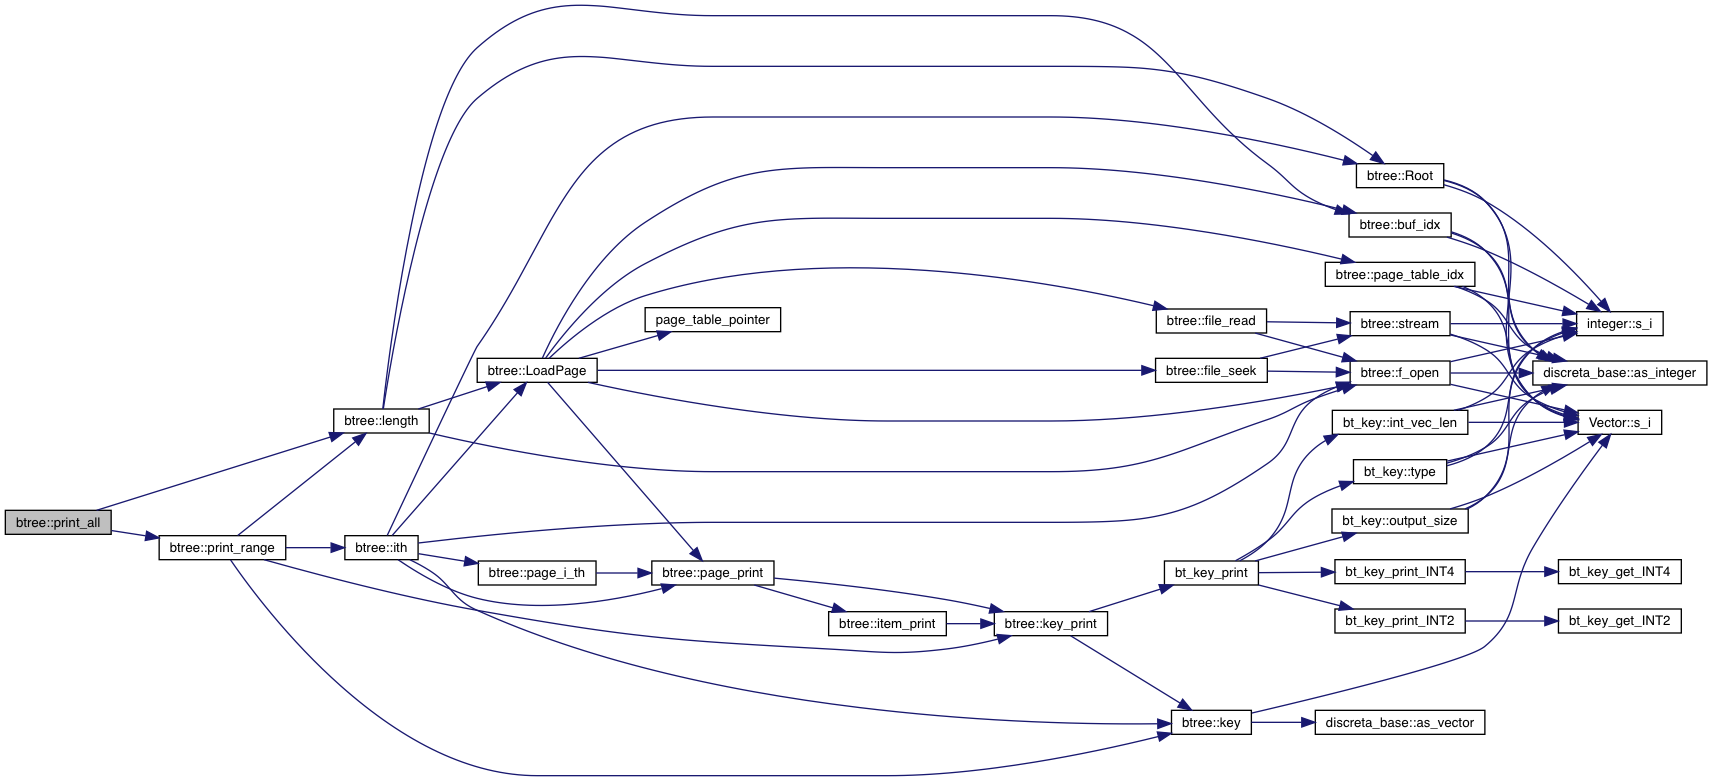 btree::print_all
btree::print_range
btree::length
btree::ith
btree::LoadPage
btree::page_i_th
page_table_pointer
btree::page_print
btree::item_print
btree::key_print
btree::file_read
btree::file_seek
bt_key_print
btree::key
btree::Root
btree::buf_idx
btree::page_table_idx
btree::stream
btree::f_open
bt_key::int_vec_len
bt_key::type
bt_key::output_size
bt_key_print_INT4
bt_key_print_INT2
discreta_base::as_vector
integer::s_i
discreta_base::as_integer
Vector::s_i
bt_key_get_INT4
bt_key_get_INT2